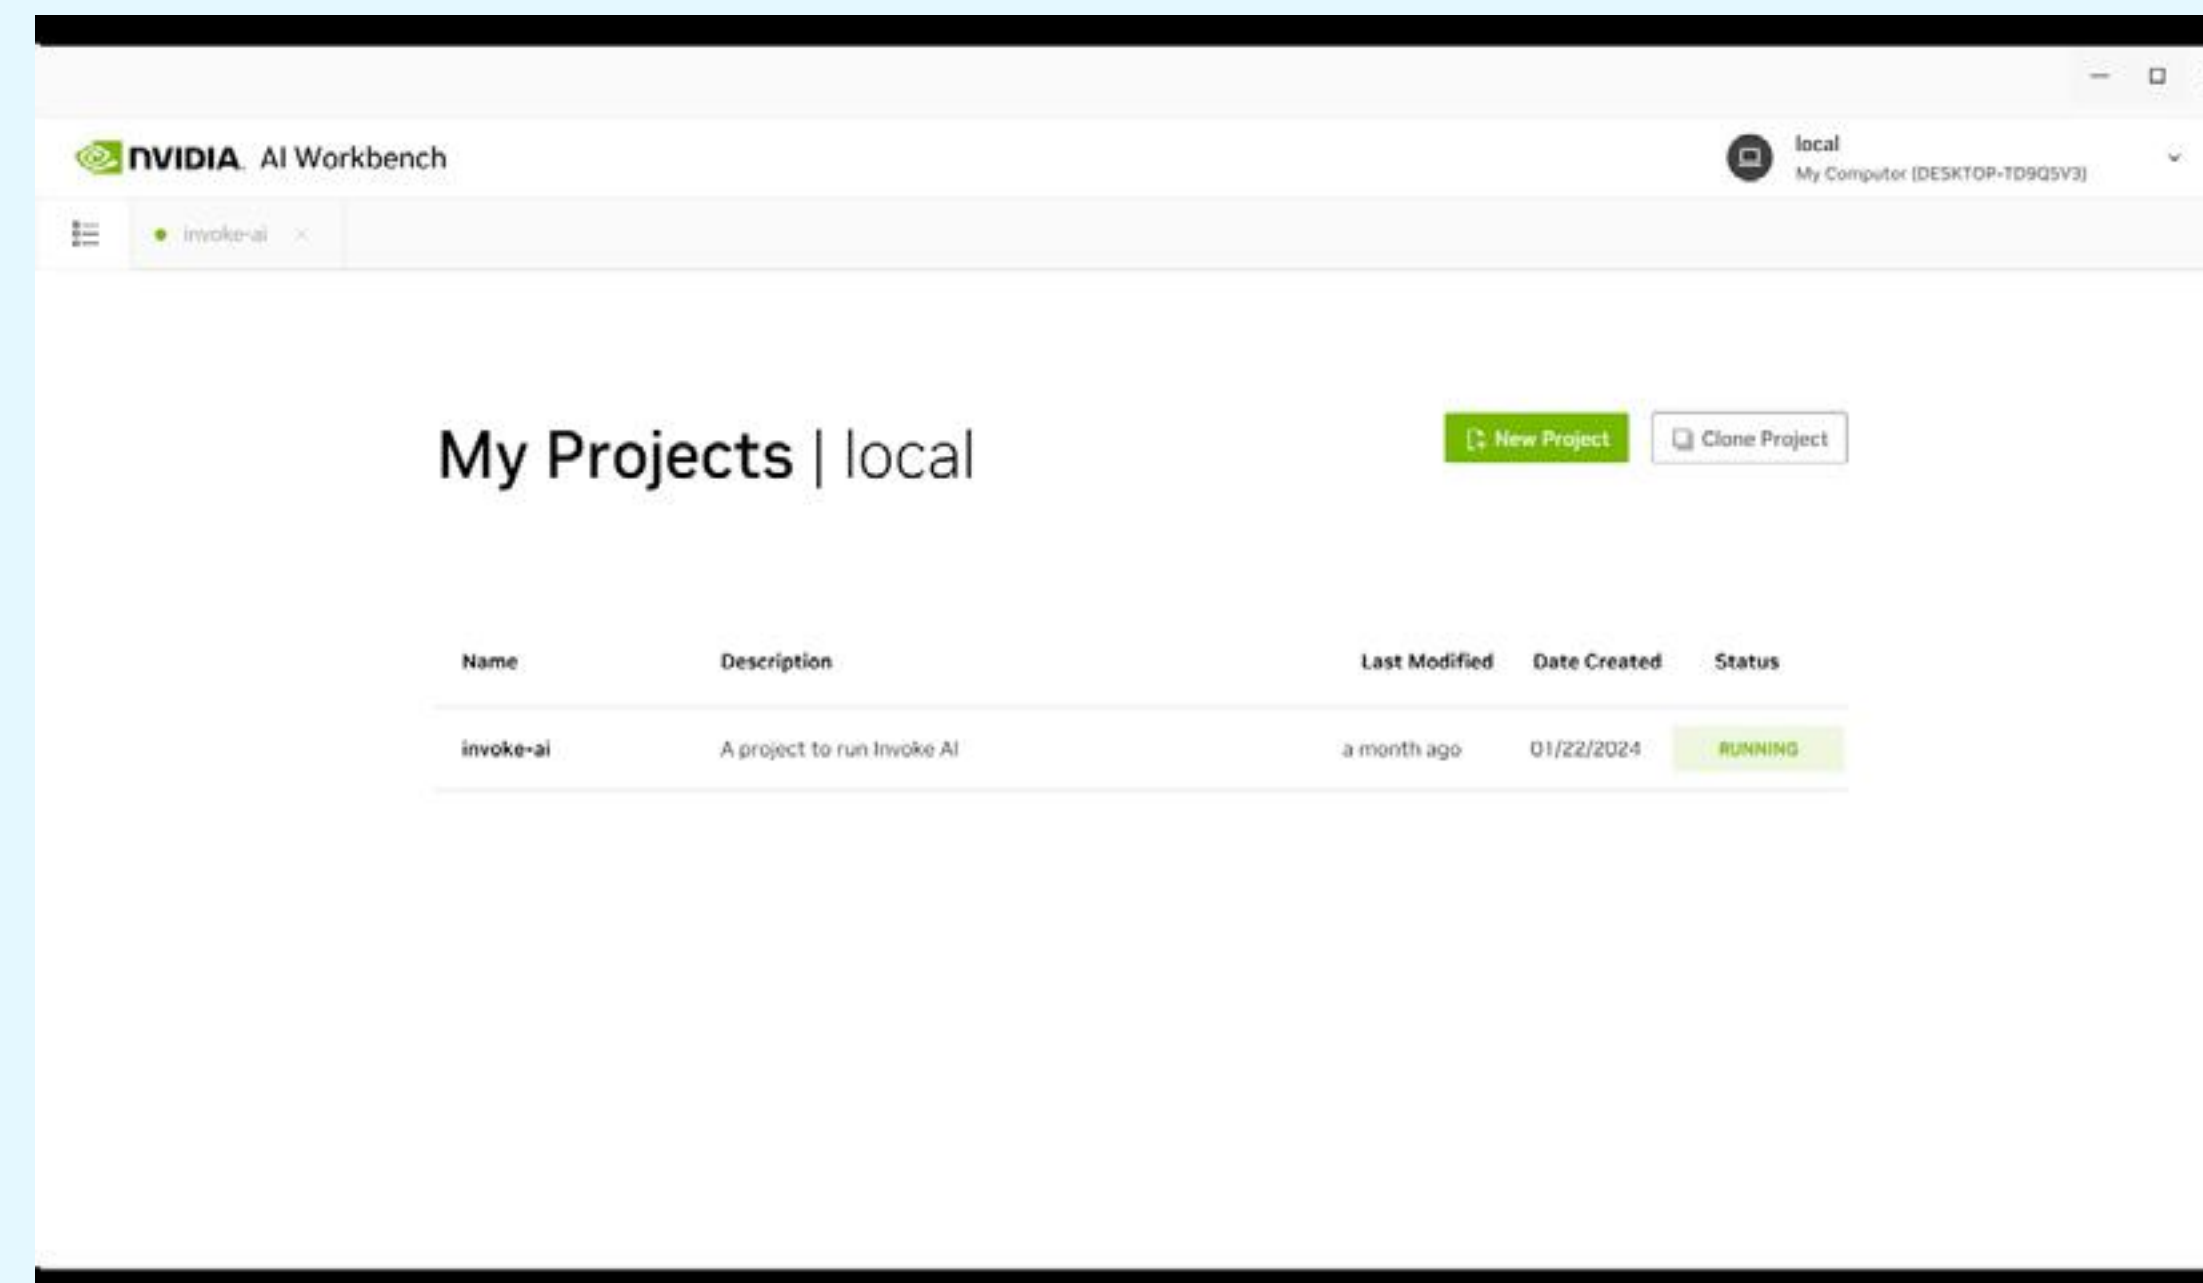 NVIDIA. AI Workbench
local
My Computer (DESKTOP-TD9Q5V3)
invoke-ai
My Projects | local
New Project
Clone Project
Name Description Last Modified Date Created Status
invoke-ai A project to run Invoke AI a month ago 01/22/2024 RUNNING